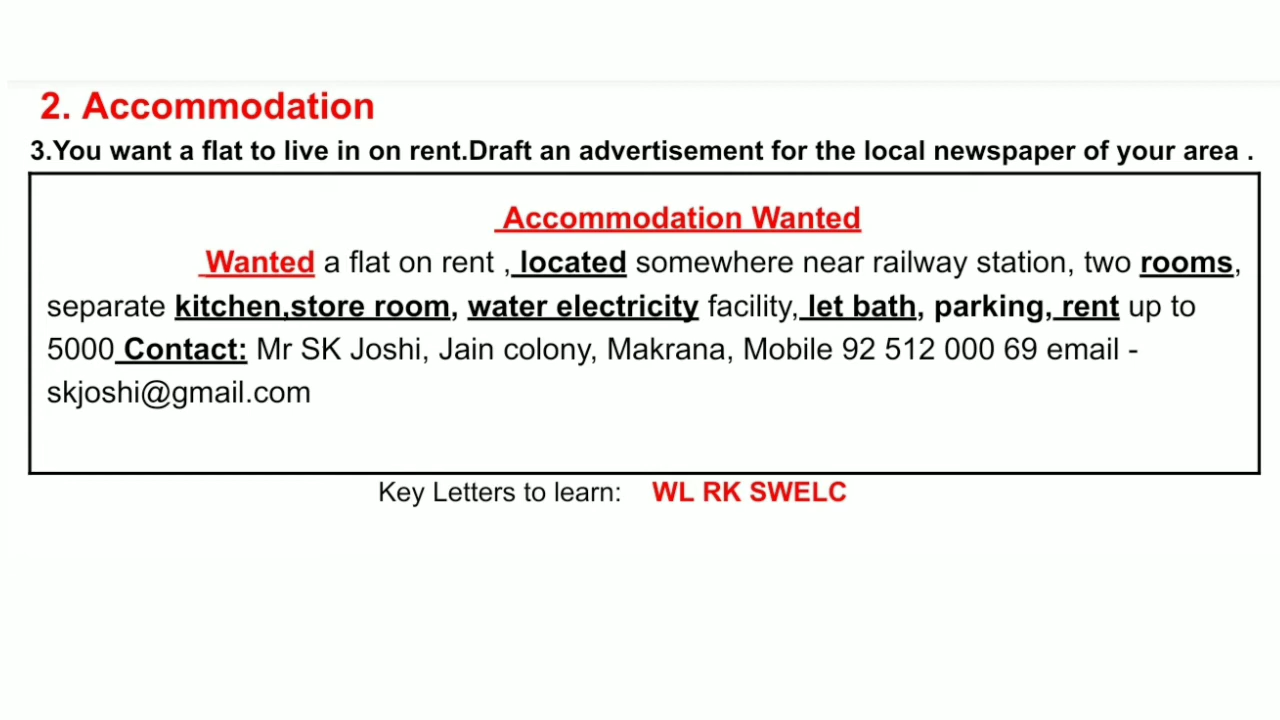 2. Accommodation
3.You want a flat to live in on rent.Draft an advertisement for the local newspaper of your area .
Accommodation Wanted
Wanted a flat on rent , located somewhere near railway station, two rooms,
separate kitchen,store room, water electricity facility, let bath, parking, rent up to
5000 Contact: Mr SK Joshi, Jain colony, Makrana, Mobile 92 512 000 69 email -
skjoshi@gmail.com
Key Letters to learn: WL RK SWELC